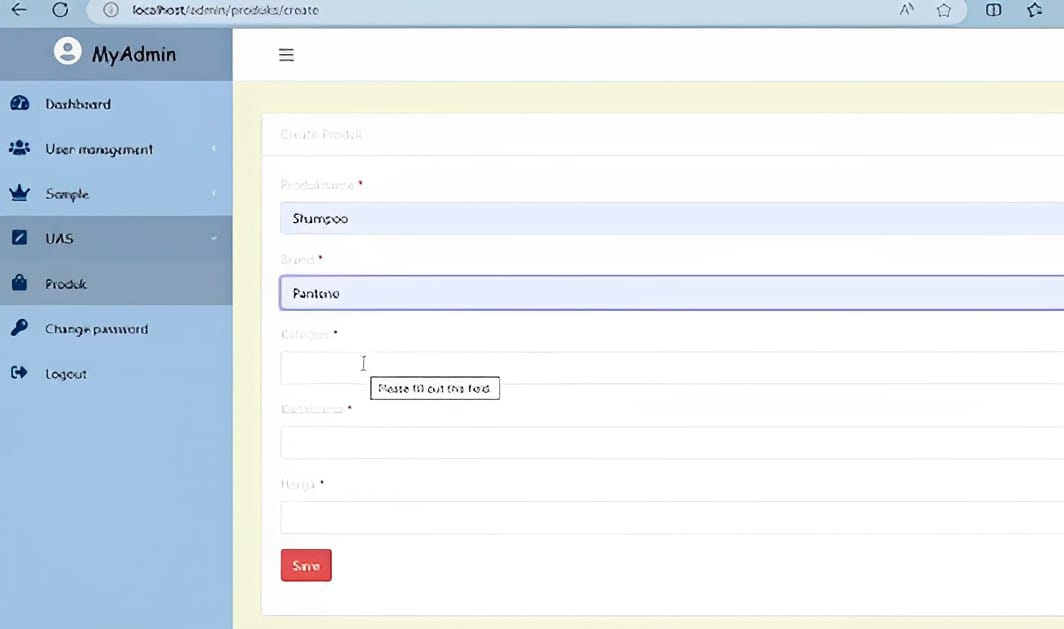 localhost/admin/produks/create
MyAdmin
Dashboard
User management
Sample
UAS
Produk
Change password
Logout
Create Produk
Produk name *
Shampoo
Brand *
Pantene
Kategori *
Please fill out this field.
*
Harga *
Save